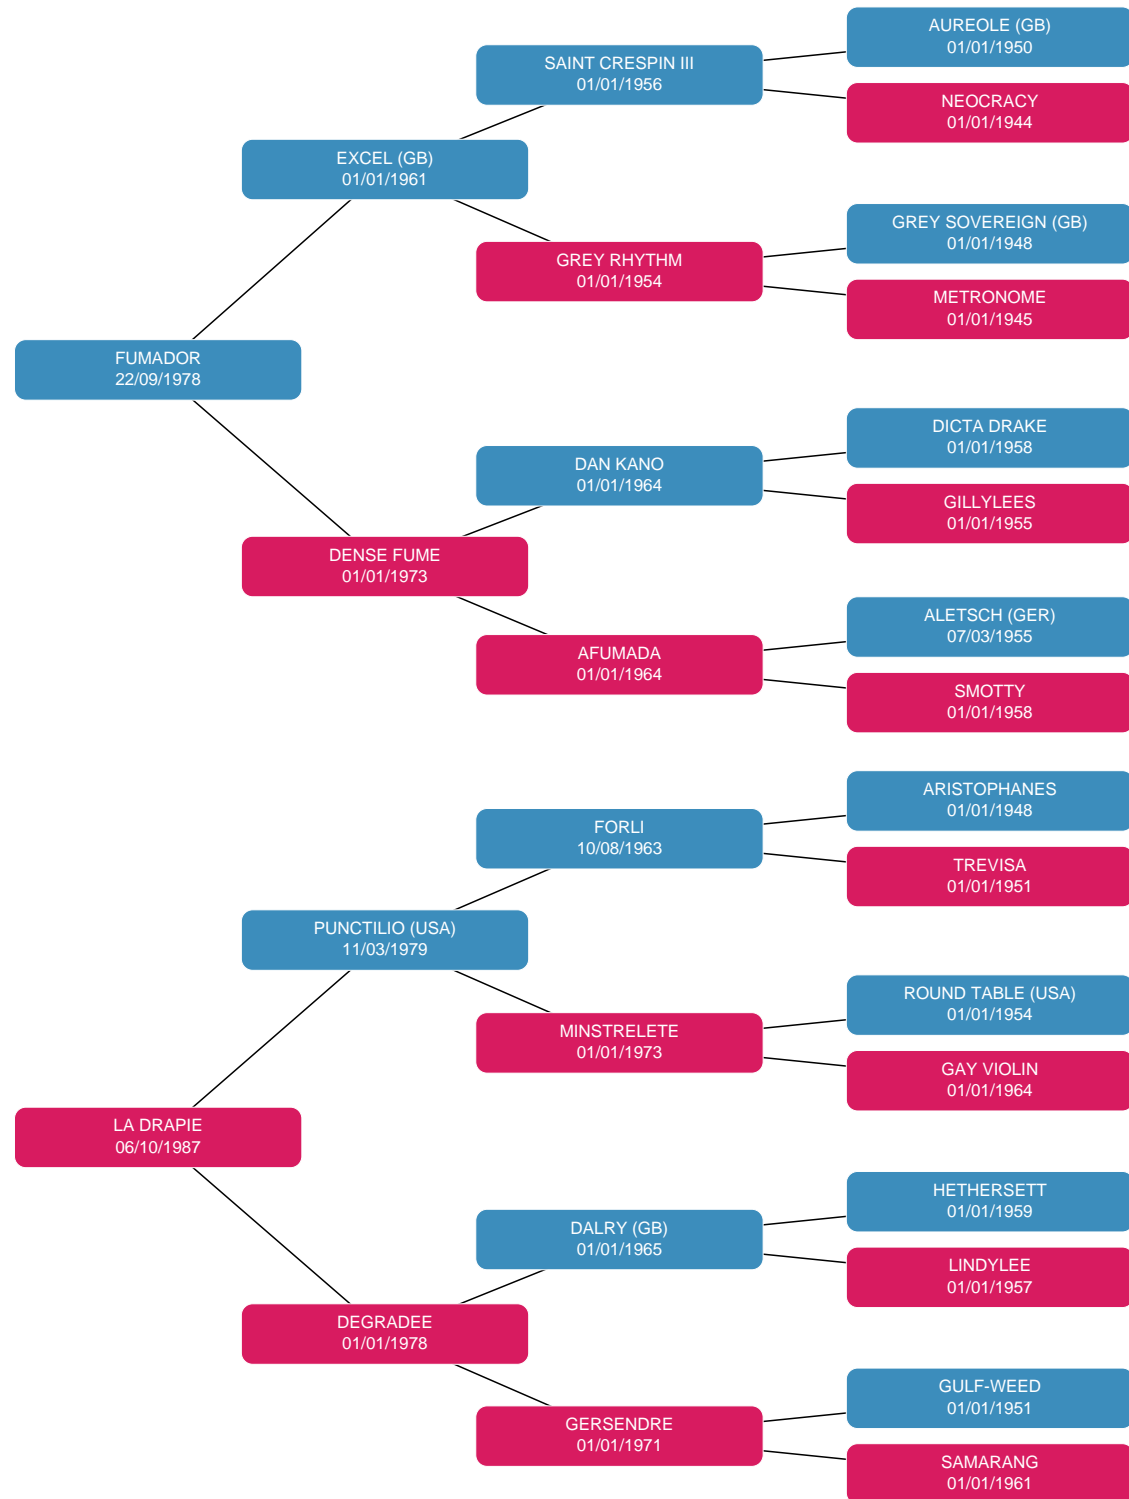 AUREOLE (GB)
01/01/1950
SAINT CRESPIN III
01/01/1956
NEOCRACY
01/01/1944
EXCEL (GB)
01/01/1961
GREY SOVEREIGN (GB)
01/01/1948
GREY RHYTHM
01/01/1954
METRONOME
01/01/1945
FUMADOR
22/09/1978
DICTA DRAKE
01/01/1958
DAN KANO
01/01/1964
GILLYLEES
01/01/1955
DENSE FUME
01/01/1973
ALETSCH (GER)
07/03/1955
AFUMADA
01/01/1964
SMOTTY
01/01/1958
ARISTOPHANES
01/01/1948
FORLI
10/08/1963
TREVISA
01/01/1951
PUNCTILIO (USA)
11/03/1979
ROUND TABLE (USA)
01/01/1954
MINSTRELETE
01/01/1973
GAY VIOLIN
01/01/1964
LA DRAPIE
06/10/1987
HETHERSETT
01/01/1959
DALRY (GB)
01/01/1965
LINDYLEE
01/01/1957
DEGRADEE
01/01/1978
GULF-WEED
01/01/1951
GERSENDRE
01/01/1971
SAMARANG
01/01/1961